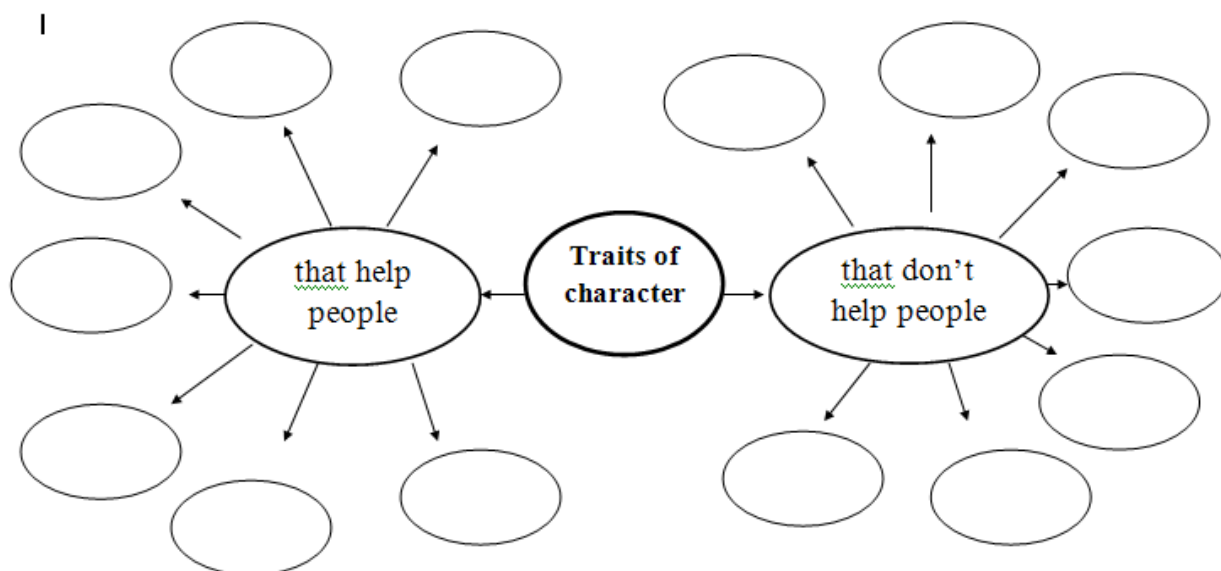 I
that help
people
Traits of
character
that don't
help people